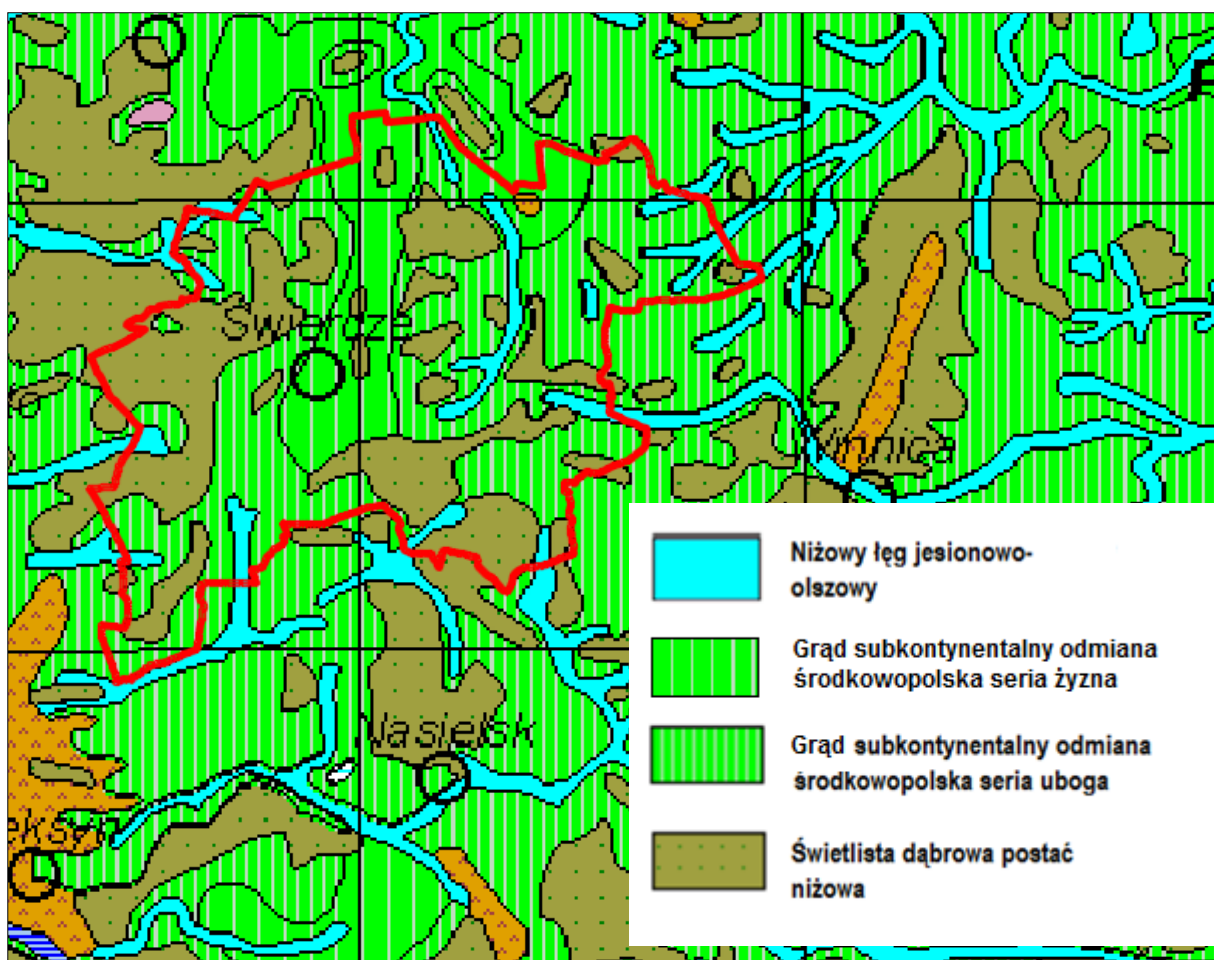 Świercze
Winnica
Nasielsk
Niżowy łęg jesionowo-
olszowy
Grąd subkontynentalny odmiana
środkowopolska seria żyzna
Grąd subkontynentalny odmiana
środkowopolska seria uboga
Świetlista dąbrowa postać
niżowa